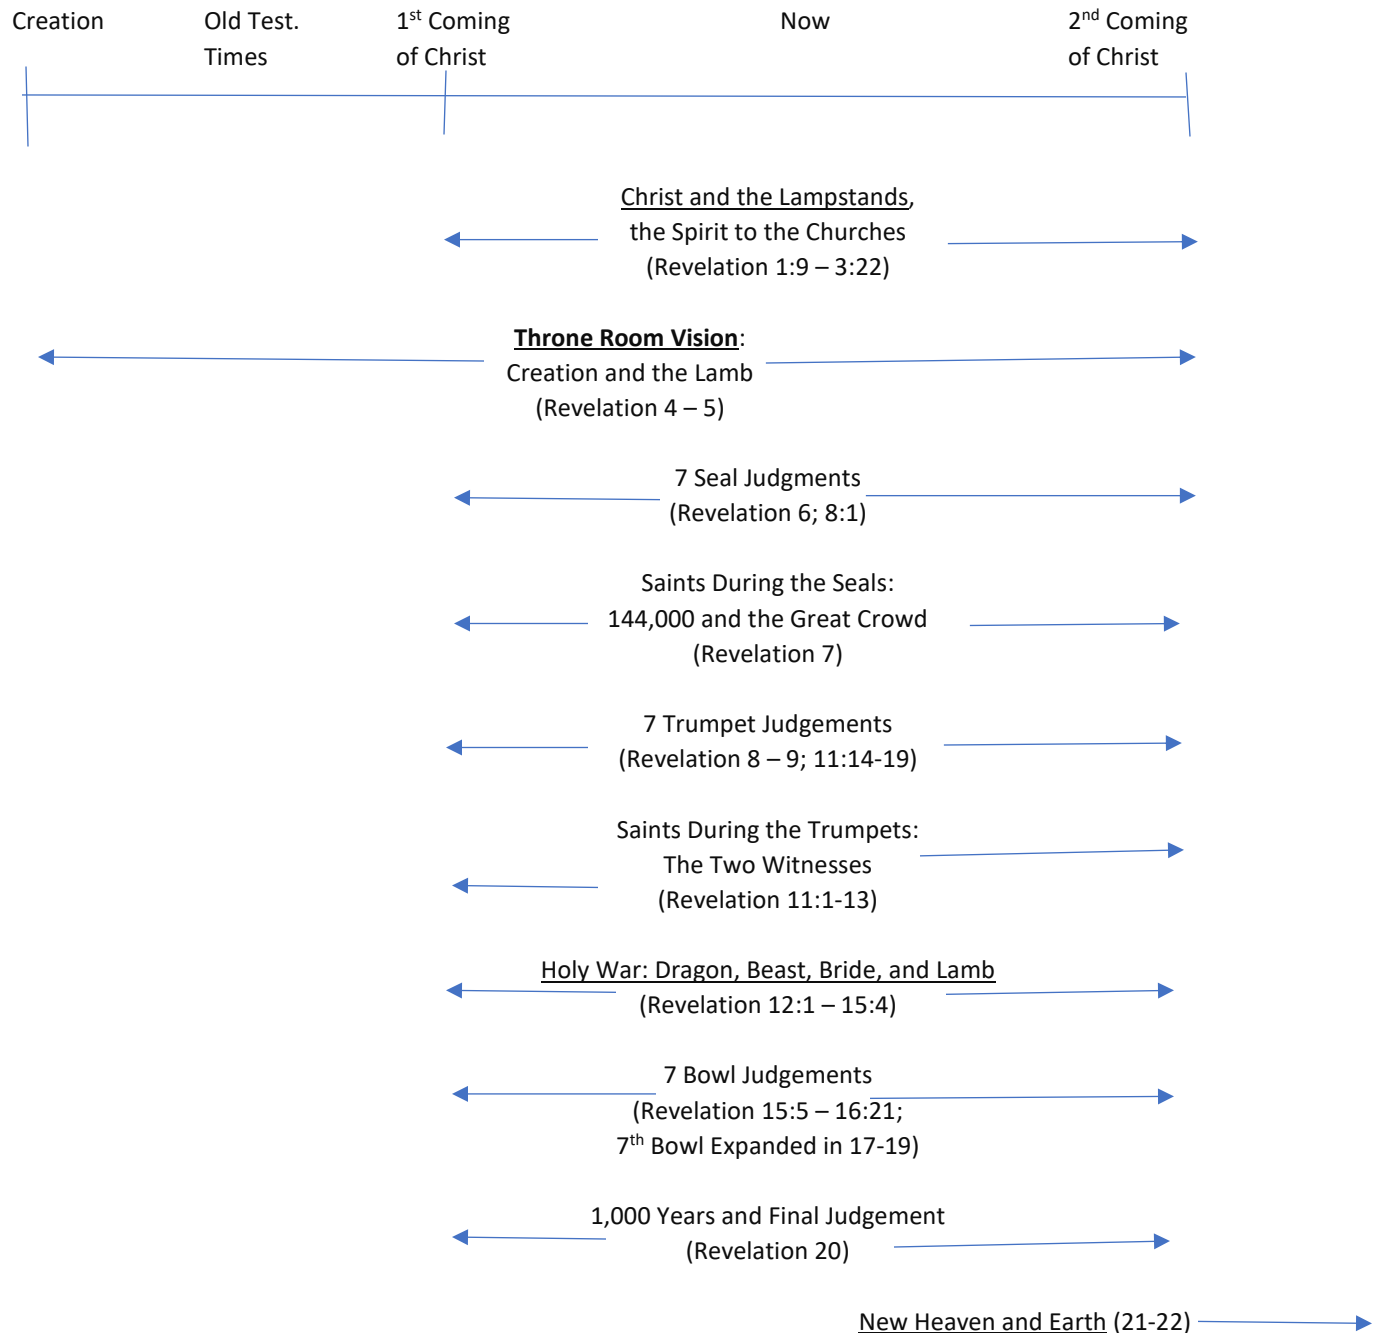 Creation Old Test. 1st Coming Now 2nd Coming
Times of Christ of Christ
Christ and the Lampstands,
the Spirit to the Churches
(Revelation 1:9 – 3:22)
Throne Room Vision:
Creation and the Lamb
(Revelation 4 – 5)
7 Seal Judgments
(Revelation 6; 8:1)
Saints During the Seals:
144,000 and the Great Crowd
(Revelation 7)
7 Trumpet Judgements
(Revelation 8 – 9; 11:14-19)
Saints During the Trumpets:
The Two Witnesses
(Revelation 11:1-13)
Holy War: Dragon, Beast, Bride, and Lamb
(Revelation 12:1 – 15:4)
7 Bowl Judgements
(Revelation 15:5 – 16:21;
7th Bowl Expanded in 17-19)
1,000 Years and Final Judgement
(Revelation 20)
New Heaven and Earth (21-22)